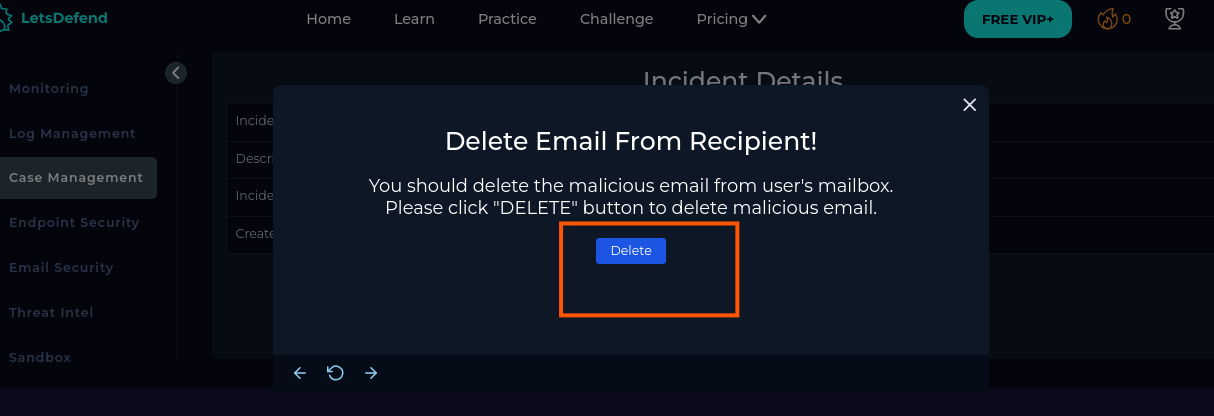 LetsDefend
Home Learn Practice Challenge Pricing
FREE VIP+
0
Monitoring
Log Management
Case Management
Endpoint Security
Email Security
Threat Intel
Sandbox
Incident Details
Incide
Descri
Incide
Create
Delete Email From Recipient!
You should delete the malicious email from user's mailbox.
Please click "DELETE" button to delete malicious email.
Delete